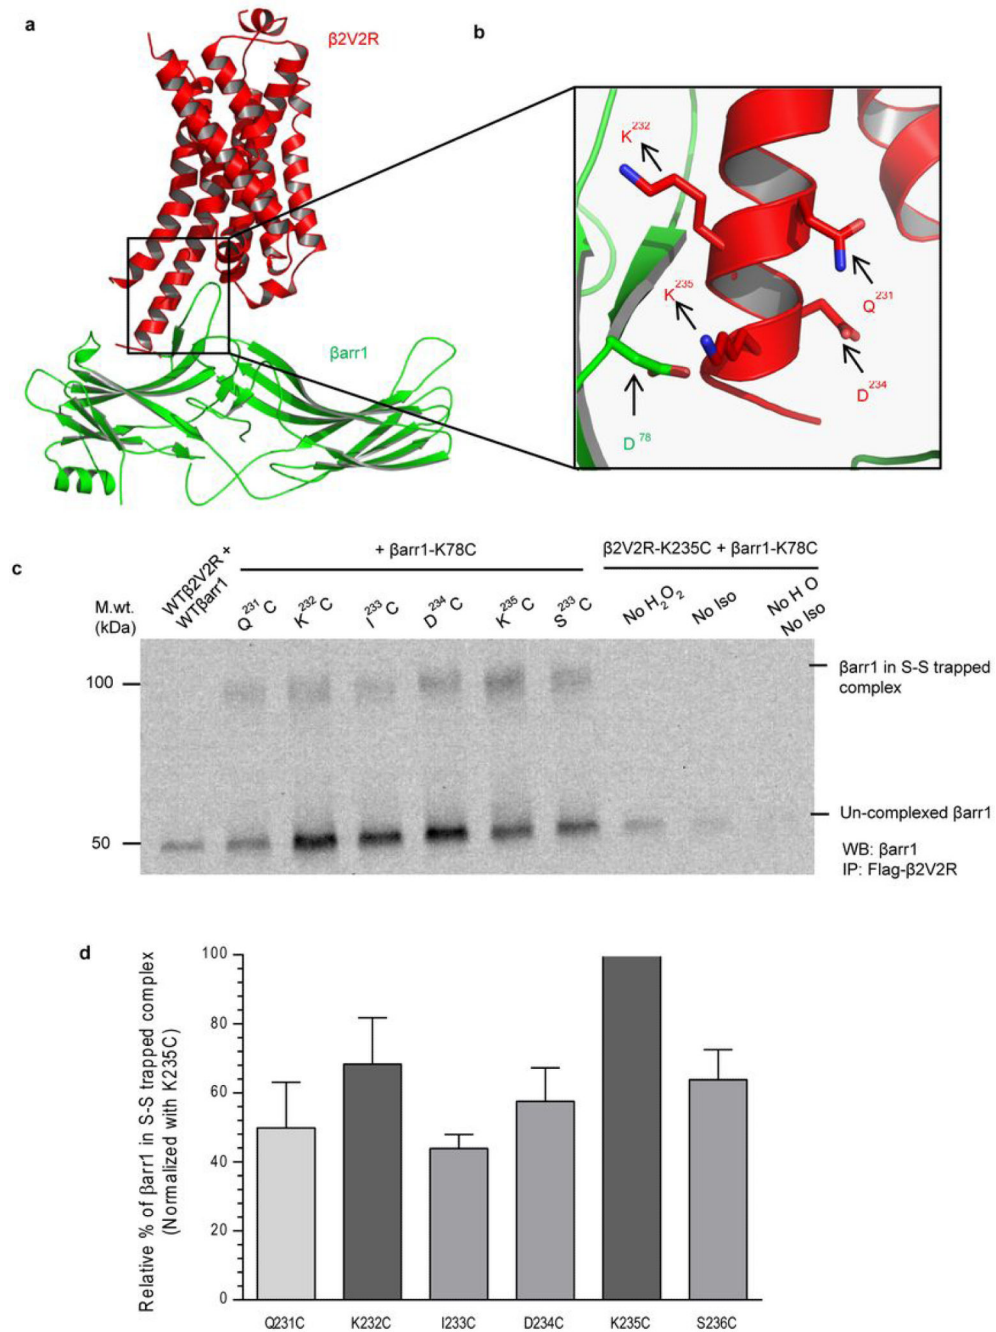 a
β2V2R
βarr1
b
K232
K235
Q231
D234
D78
c
+ βarr1-K78C
β2V2R-K235C + βarr1-K78C
WTβ2V2R +
WTβarr1
Q231C
K232C
I233C
D234C
K235C
S233C
No H2O2
No Iso
No H O
No Iso
M.wt.
(kDa)
100
50
βarr1 in S-S trapped
complex
Un-complexed βarr1
WB: βarr1
IP: Flag-β2V2R
d
Relative % of βarr1 in S-S trapped complex
(Normalized with K235C)
100
80
60
40
20
0
Q231C
K232C
I233C
D234C
K235C
S236C